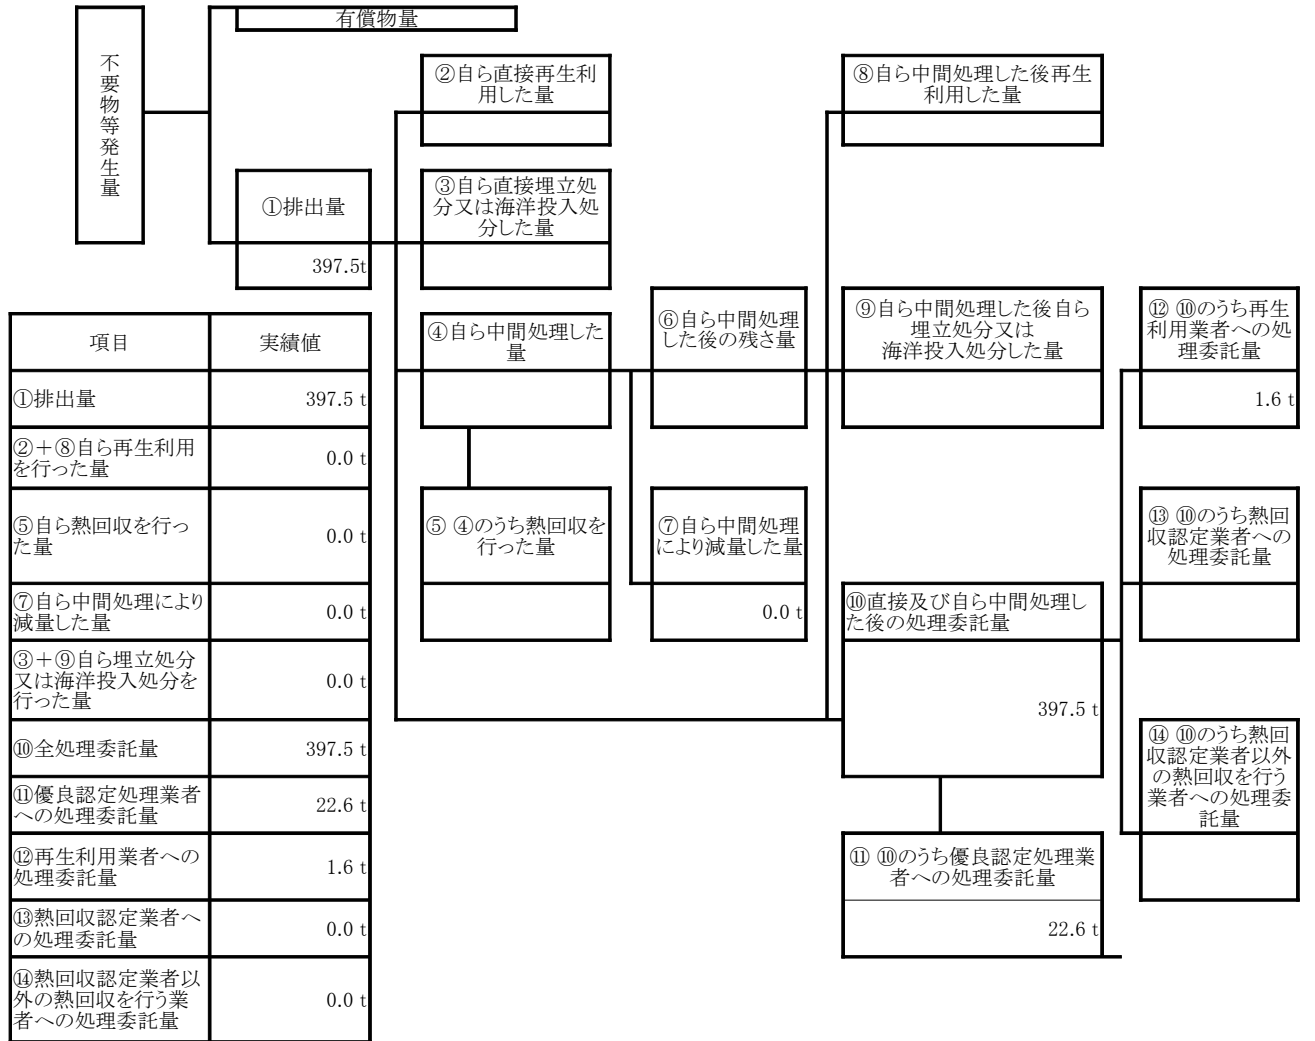 有償物量
不要物等発生量
②自ら直接再生利
用した量
⑧自ら中間処理した後再生
利用した量
①排出量
397.5t
③自ら直接埋立処
分又は海洋投入処
分した量
④自ら中間処理した
量
⑥自ら中間処理
した後の残さ量
⑨自ら中間処理した後自ら
埋立処分又は
海洋投入処分した量
⑫ ⑩のうち再生
利用業者への処
理委託量
1.6 t
⑤ ④のうち熱回収を
行った量
⑦自ら中間処理
により減量した量
0.0 t
⑩直接及び自ら中間処理し
た後の処理委託量
397.5 t
⑬ ⑩のうち熱回
収認定業者への
処理委託量
⑭ ⑩のうち熱回
収認定業者以外
の熱回収を行う
業者への処理委
託量
⑪ ⑩のうち優良認定処理業
者への処理委託量
22.6 t
項目 実績値
①排出量 397.5 t
②+⑧自ら再生利用
を行った量 0.0 t
⑤自ら熱回収を行っ
た量 0.0 t
⑦自ら中間処理により
減量した量 0.0 t
③+⑨自ら埋立処分
又は海洋投入処分を
行った量 0.0 t
⑩全処理委託量 397.5 t
⑪優良認定処理業者
への処理委託量 22.6 t
⑫再生利用業者への
処理委託量 1.6 t
⑬熱回収認定業者へ
の処理委託量 0.0 t
⑭熱回収認定業者以
外の熱回収を行う業
者への処理委託量 0.0 t